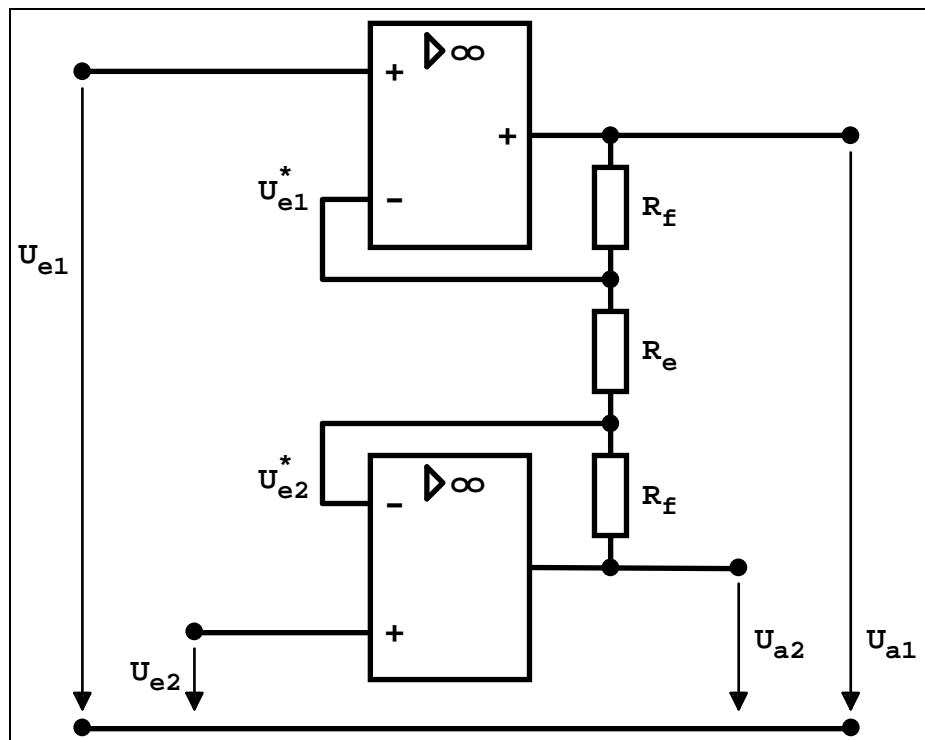 ▷∞
+
+
U*e1
-
Rf
Ue1
Re
U*e2
▷∞
-
Rf
+
Ue2
Ua2
Ua1